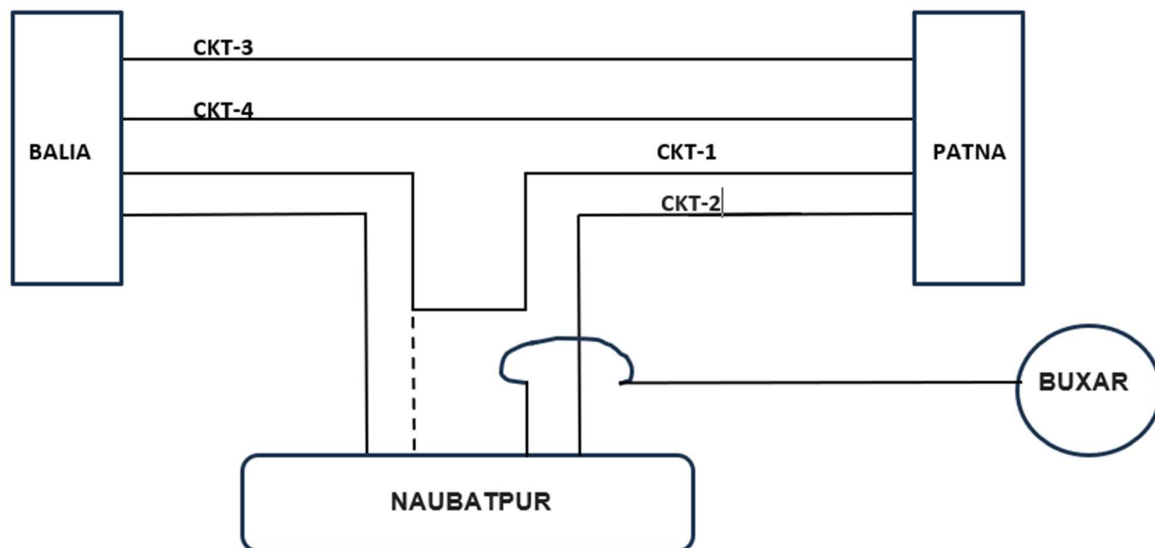 CKT-3
CKT-4
BALIA
CKT-1
PATNA
CKT-2
BUXAR
NAUBATPUR